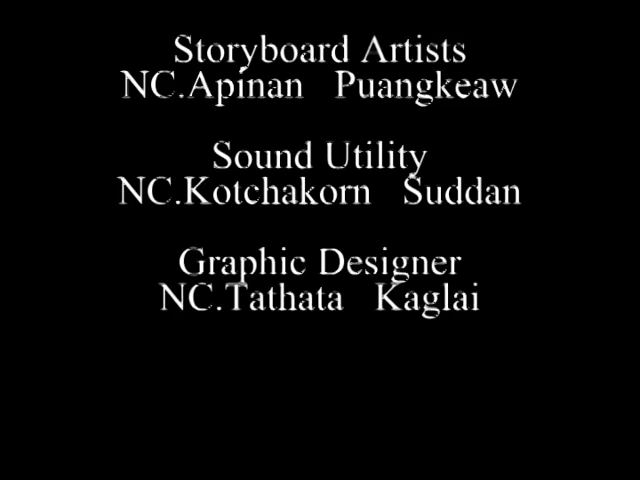 Storyboard Artists
NC.Apinan Puangkeaw
Sound Utility
NC.Kotchakorn Suddan
Graphic Designer
NC.Tathata Kaglai